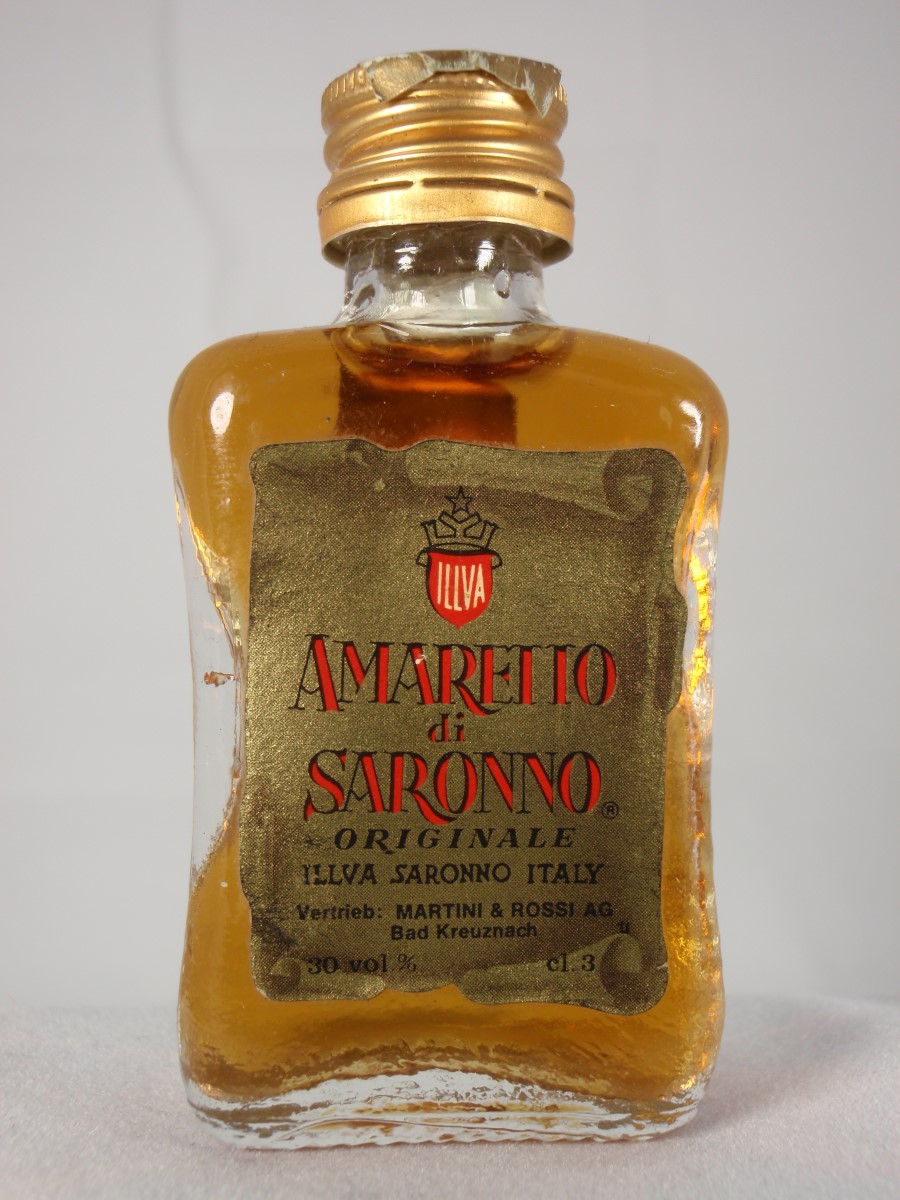 ILLVA
AMARETTO
di
SARONNO®
ORIGINALE
ILLVA SARONNO ITALY
Vertrieb: MARTINI & ROSSI AG
Bad Kreuznach
30 vol % cl. 3